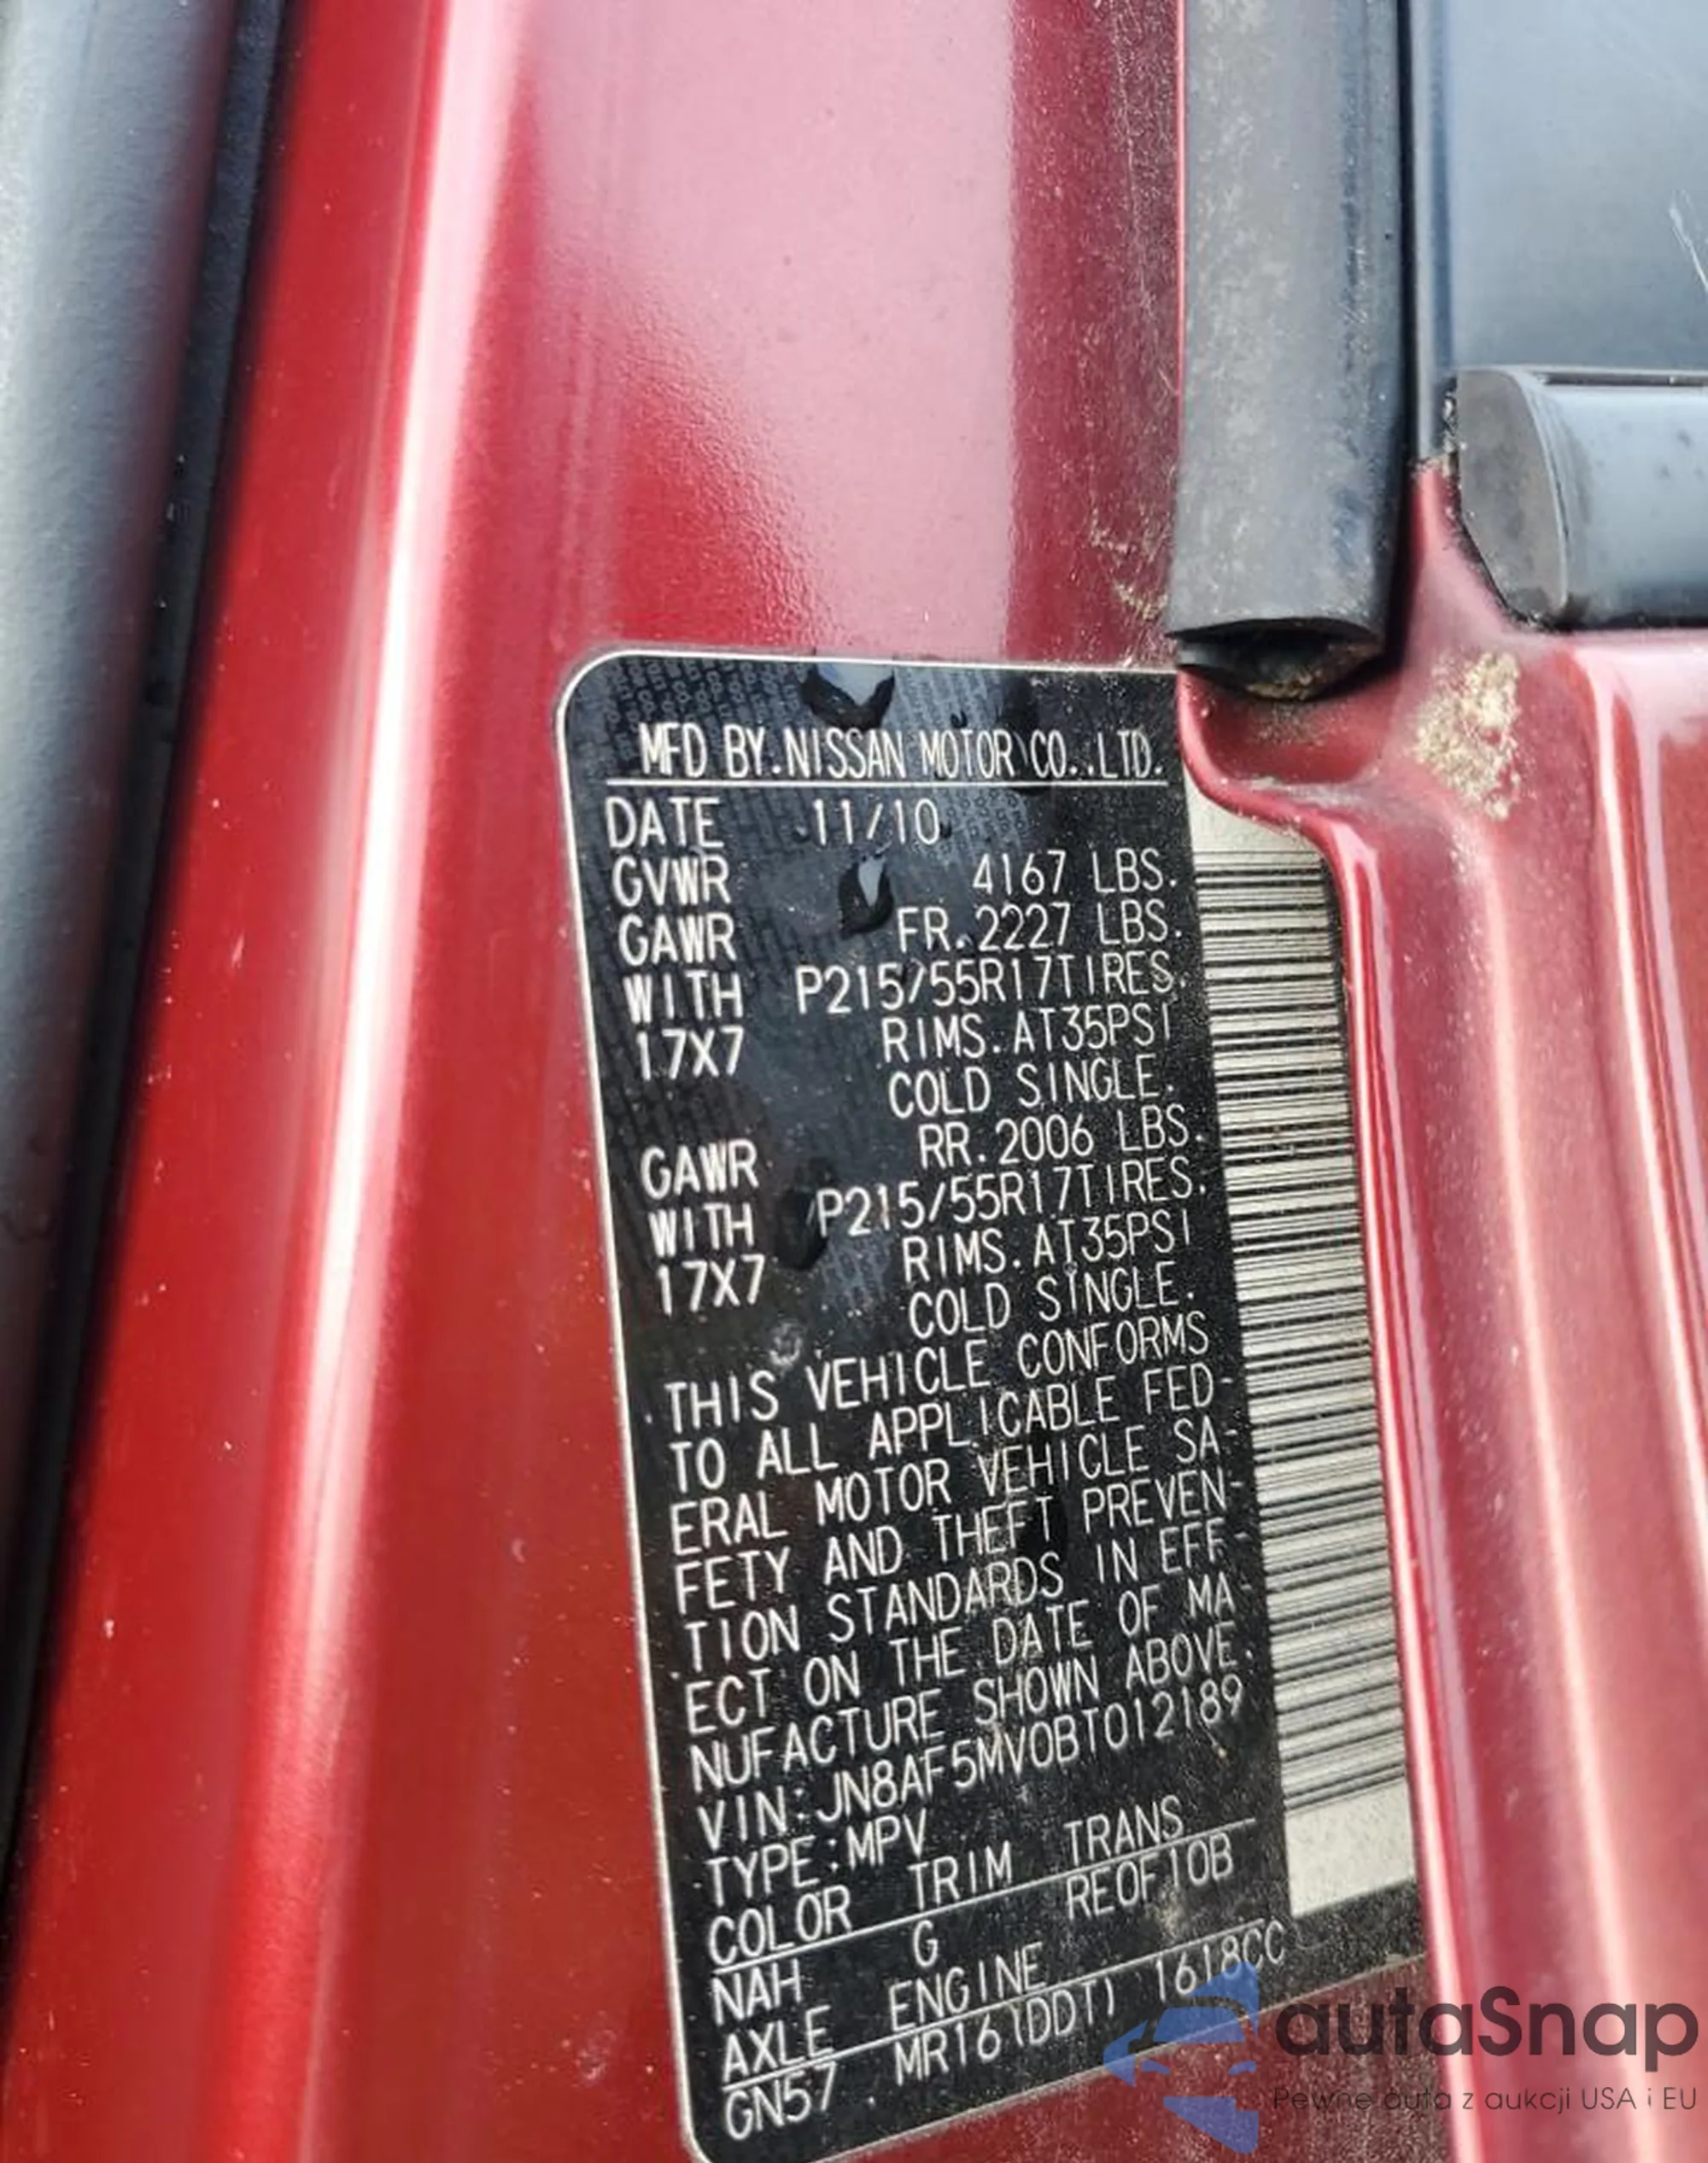 MFD BY.NISSAN MOTOR CO.,LTD.
DATE 11/10
GVWR 4167 LBS.
GAWR FR.2227 LBS.
WITH P215/55R17TIRES.
17X7 RIMS.AT35PSI
COLD SINGLE.
GAWR RR.2006 LBS.
WITH P215/55R17TIRES.
17X7 RIMS.AT35PSI
COLD SINGLE.
THIS VEHICLE CONFORMS
TO ALL APPLICABLE FED-
ERAL MOTOR VEHICLE SA-
FETY AND THEFT PREVEN-
TION STANDARDS IN EFF-
ECT ON THE DATE OF MA-
NUFACTURE SHOWN ABOVE.
VIN:JN8AF5MV0BT012189
TYPE:MPV
COLOR TRIM TRANS
NAH G RE0F10B
AXLE ENGINE
GN57 MR16(DDT) 1618CC
autaSnap
Pewne auta z aukcji USA i EU